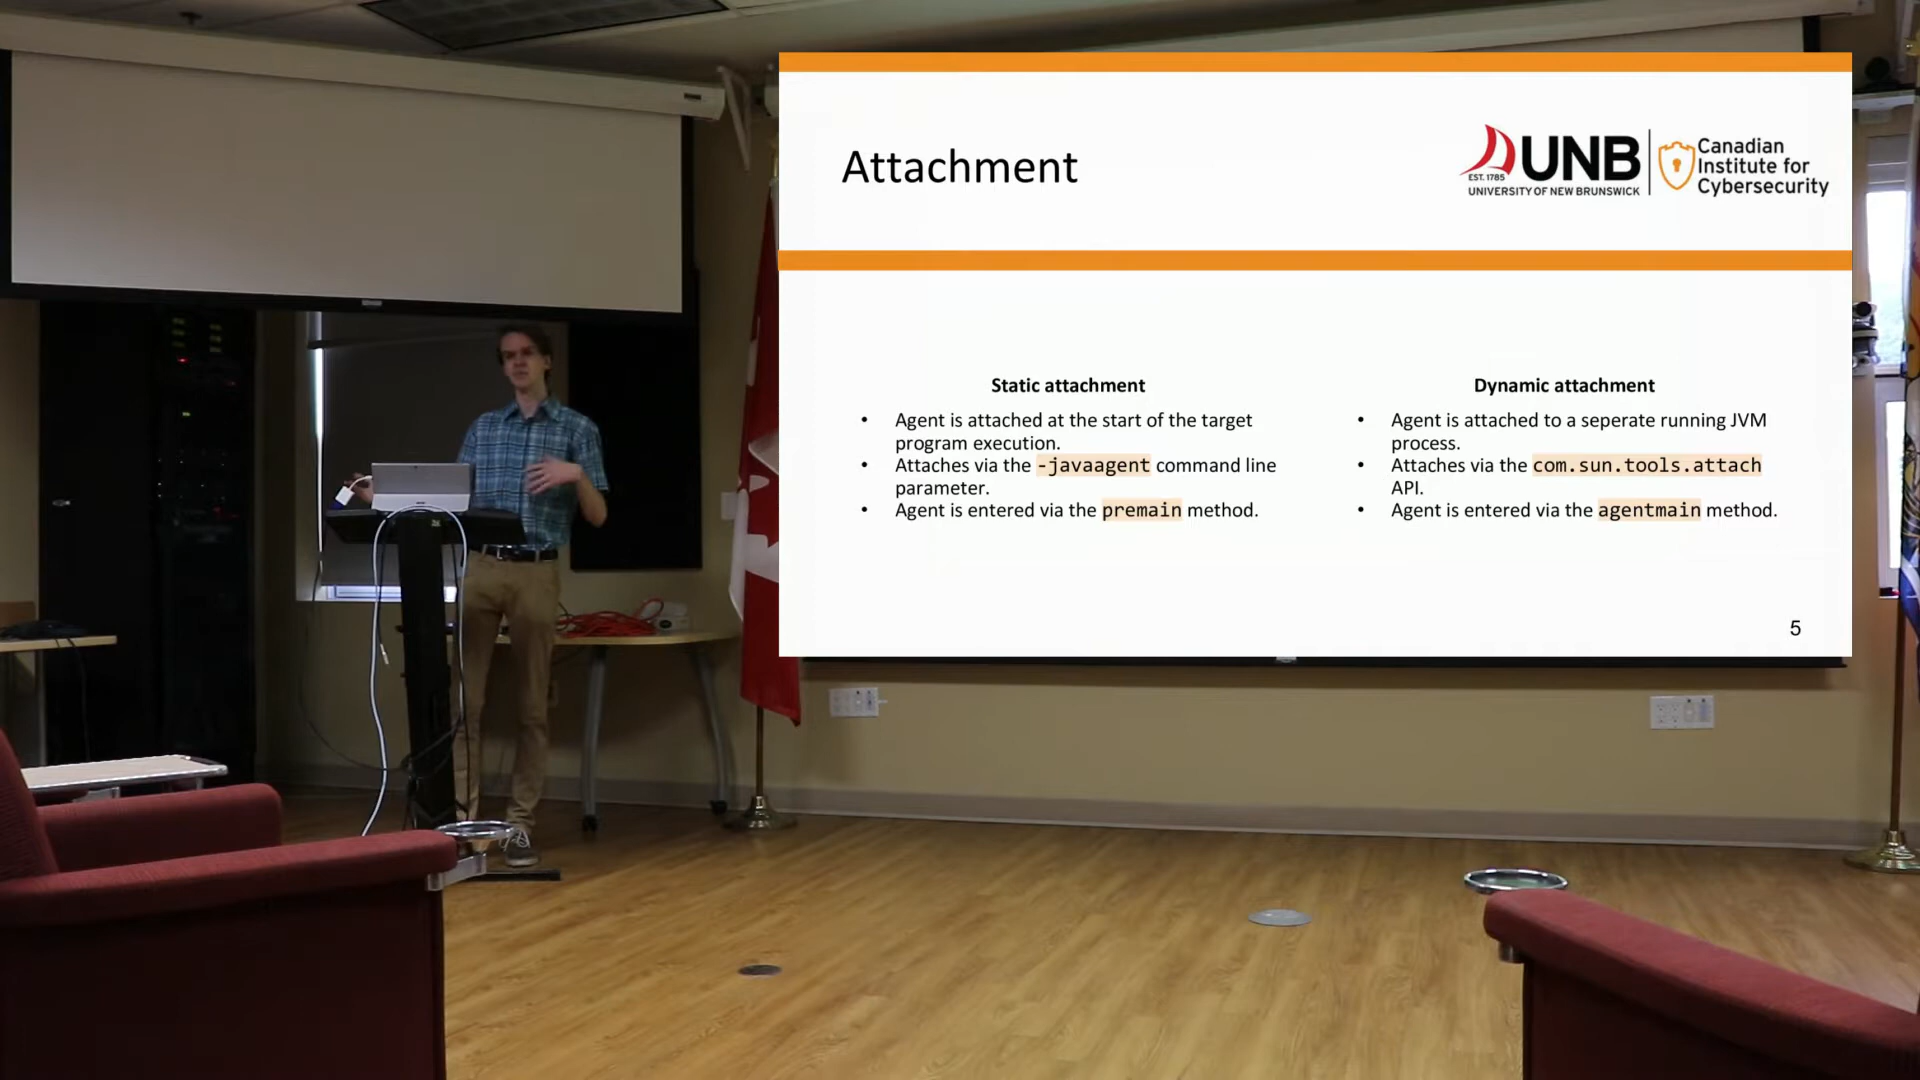 Attachment
EST. 1785
UNB
UNIVERSITY OF NEW BRUNSWICK
Canadian
Institute for
Cybersecurity
Static attachment
• Agent is attached at the start of the target
program execution.
• Attaches via the -javaagent command line
parameter.
• Agent is entered via the premain method.
Dynamic attachment
• Agent is attached to a seperate running JVM
process.
• Attaches via the com.sun.tools.attach
API.
• Agent is entered via the agentmain method.
5